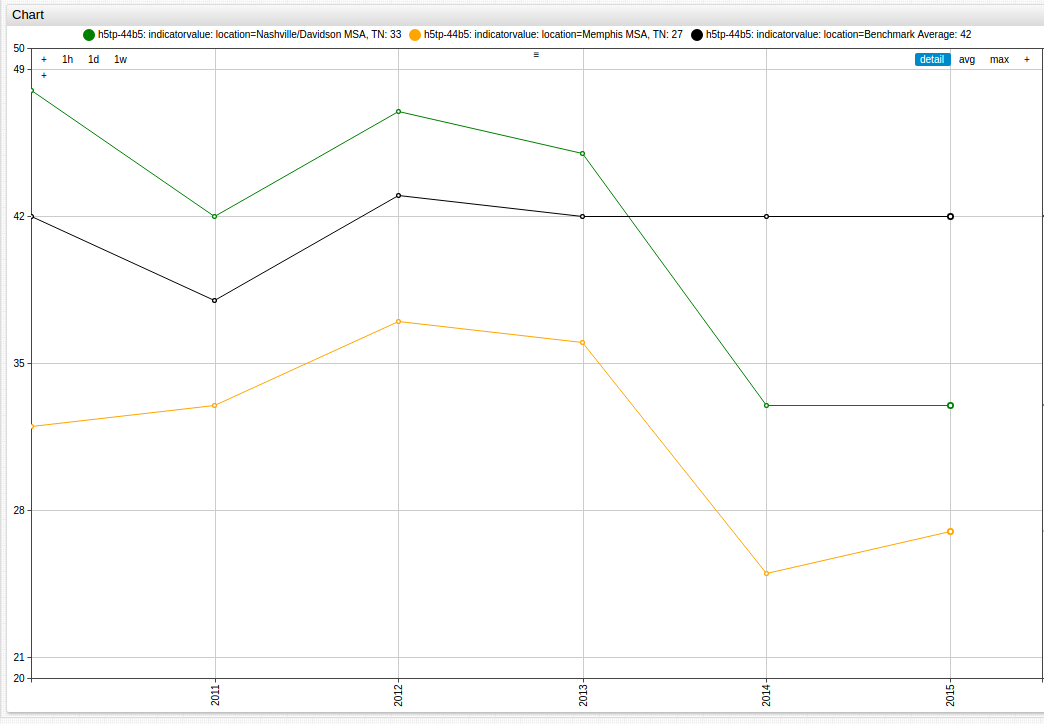 Chart
h5tp-44b5: indicatorvalue: location=Nashville/Davidson MSA, TN: 33 h5tp-44b5: indicatorvalue: location=Memphis MSA, TN: 27 h5tp-44b5: indicatorvalue: location=Benchmark Average: 42
+ 1h 1d 1w
+
≡
detail avg max +
50
49
42
35
28
21
20
2011 2012 2013 2014 2015